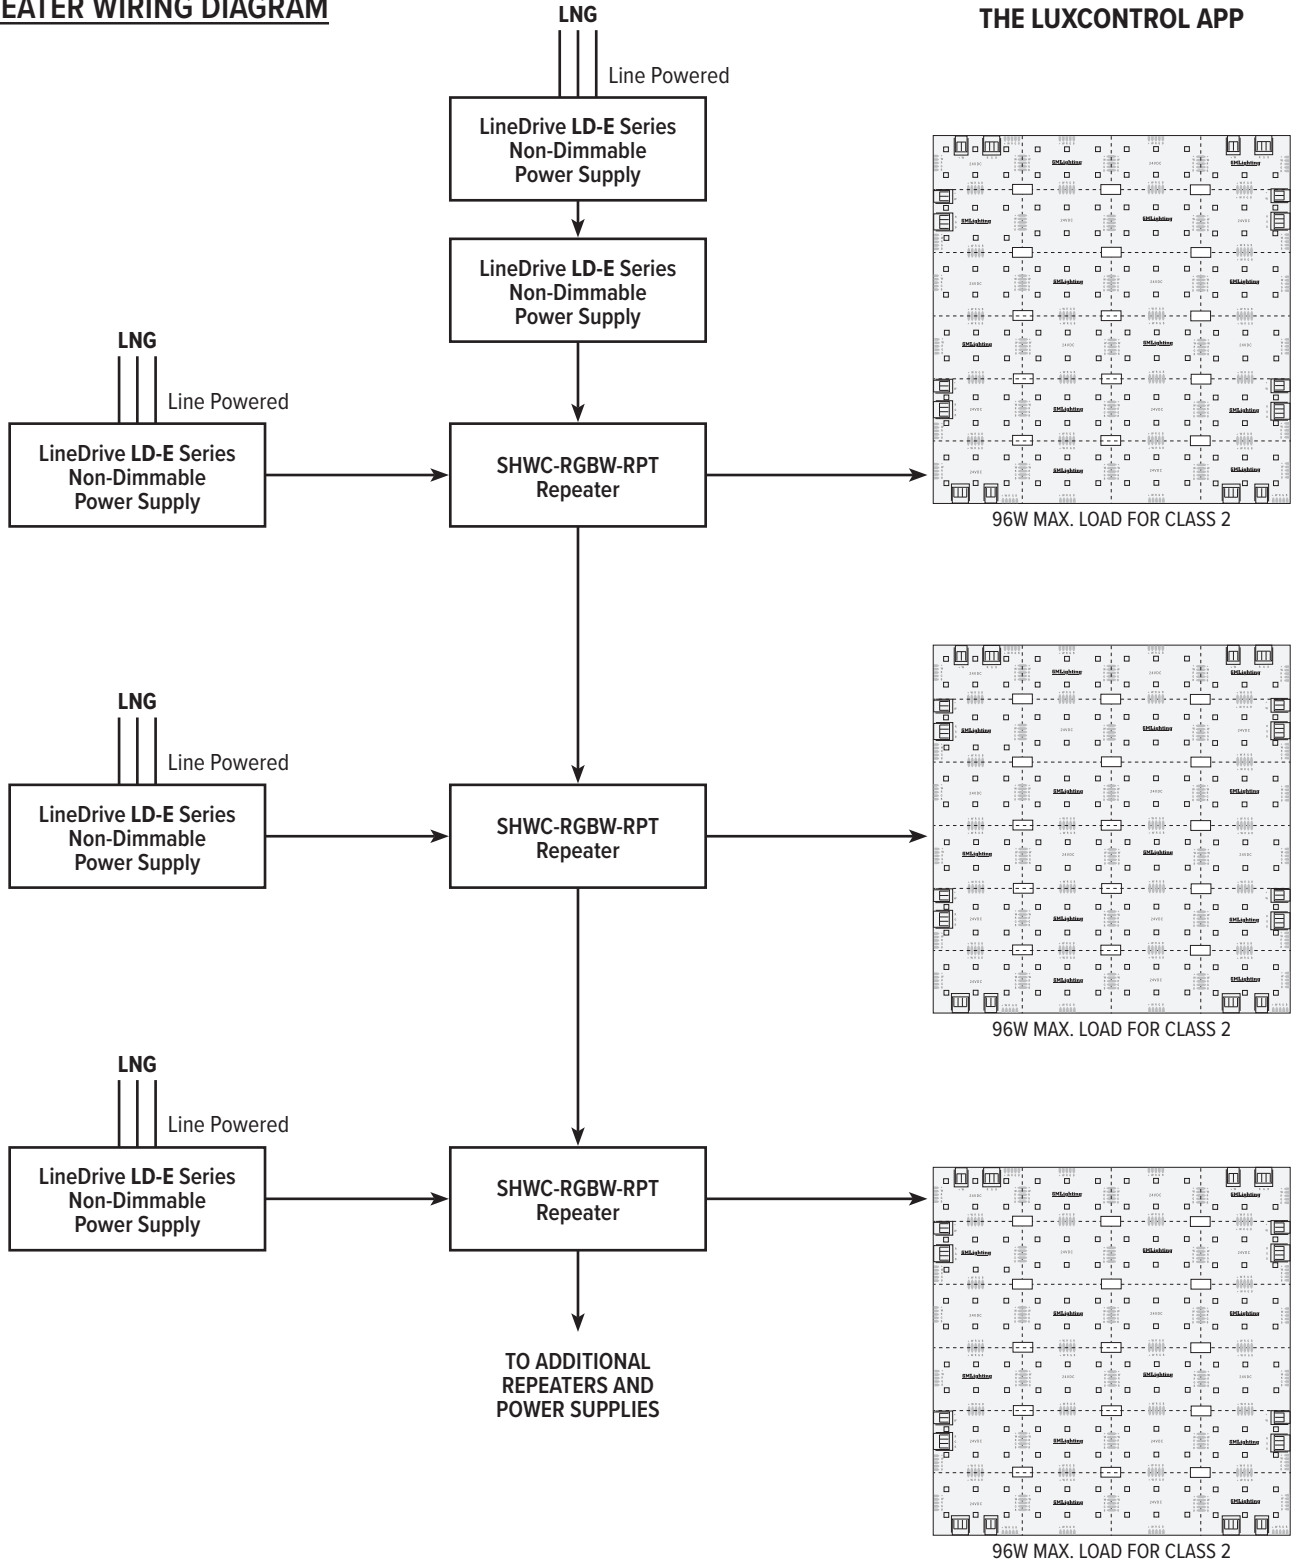 EATER WIRING DIAGRAM
THE LUXCONTROL APP
LNG
Line Powered
LineDrive LD-E Series
Non-Dimmable
Power Supply
LineDrive LD-E Series
Non-Dimmable
Power Supply
LNG
Line Powered
LineDrive LD-E Series
Non-Dimmable
Power Supply
SHWC-RGBW-RPT
Repeater
96W MAX. LOAD FOR CLASS 2
LNG
Line Powered
LineDrive LD-E Series
Non-Dimmable
Power Supply
SHWC-RGBW-RPT
Repeater
96W MAX. LOAD FOR CLASS 2
LNG
Line Powered
LineDrive LD-E Series
Non-Dimmable
Power Supply
SHWC-RGBW-RPT
Repeater
TO ADDITIONAL
REPEATERS AND
POWER SUPPLIES
96W MAX. LOAD FOR CLASS 2